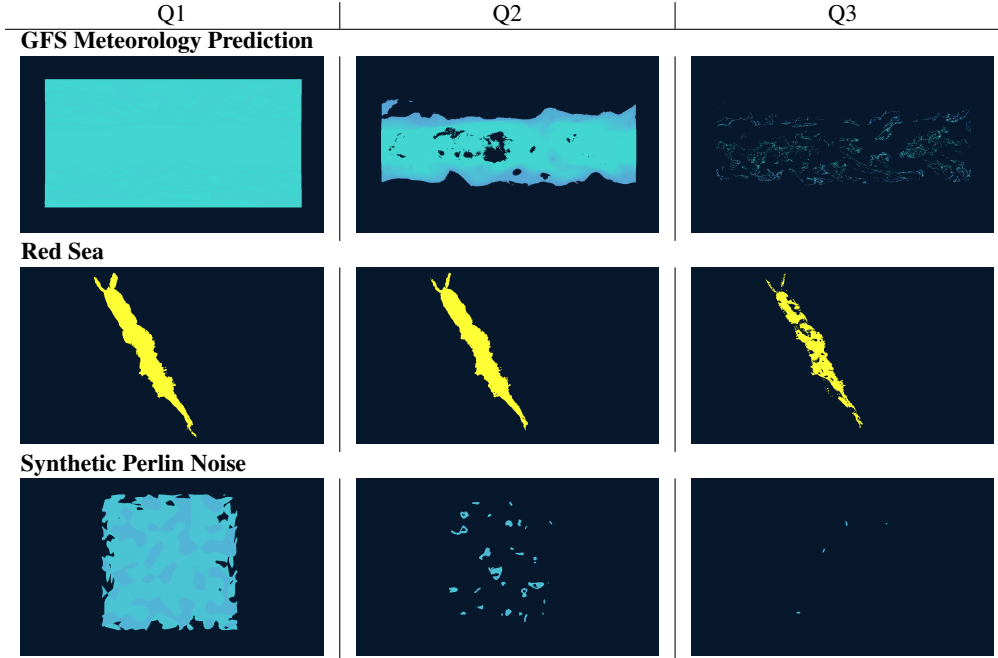 Q1 Q2 Q3
GFS Meteorology Prediction
Red Sea
Synthetic Perlin Noise